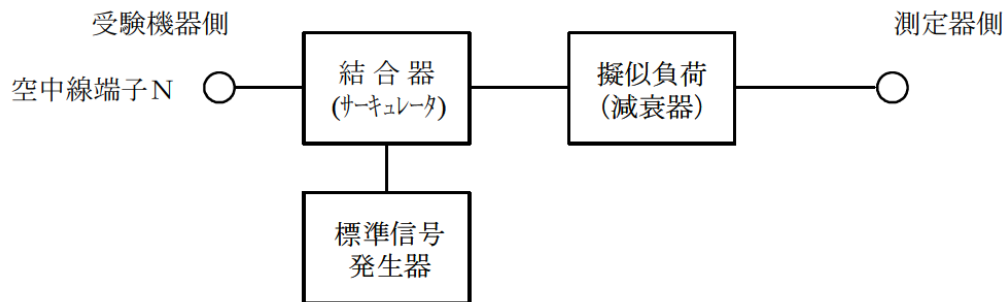 受験機器側
測定器側
空中線端子N
結合器
(サーキュレータ)
擬似負荷
(減衰器)
標準信号
発生器